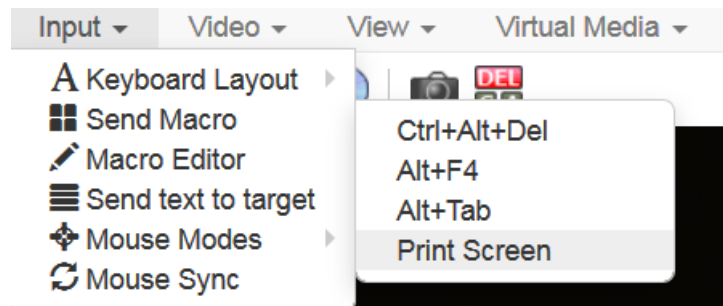 Input Video View Virtual Media
A Keyboard Layout
DEL
Send Macro
Ctrl+Alt+Del
Macro Editor
Alt+F4
Send text to target
Alt+Tab
Mouse Modes
Print Screen
Mouse Sync